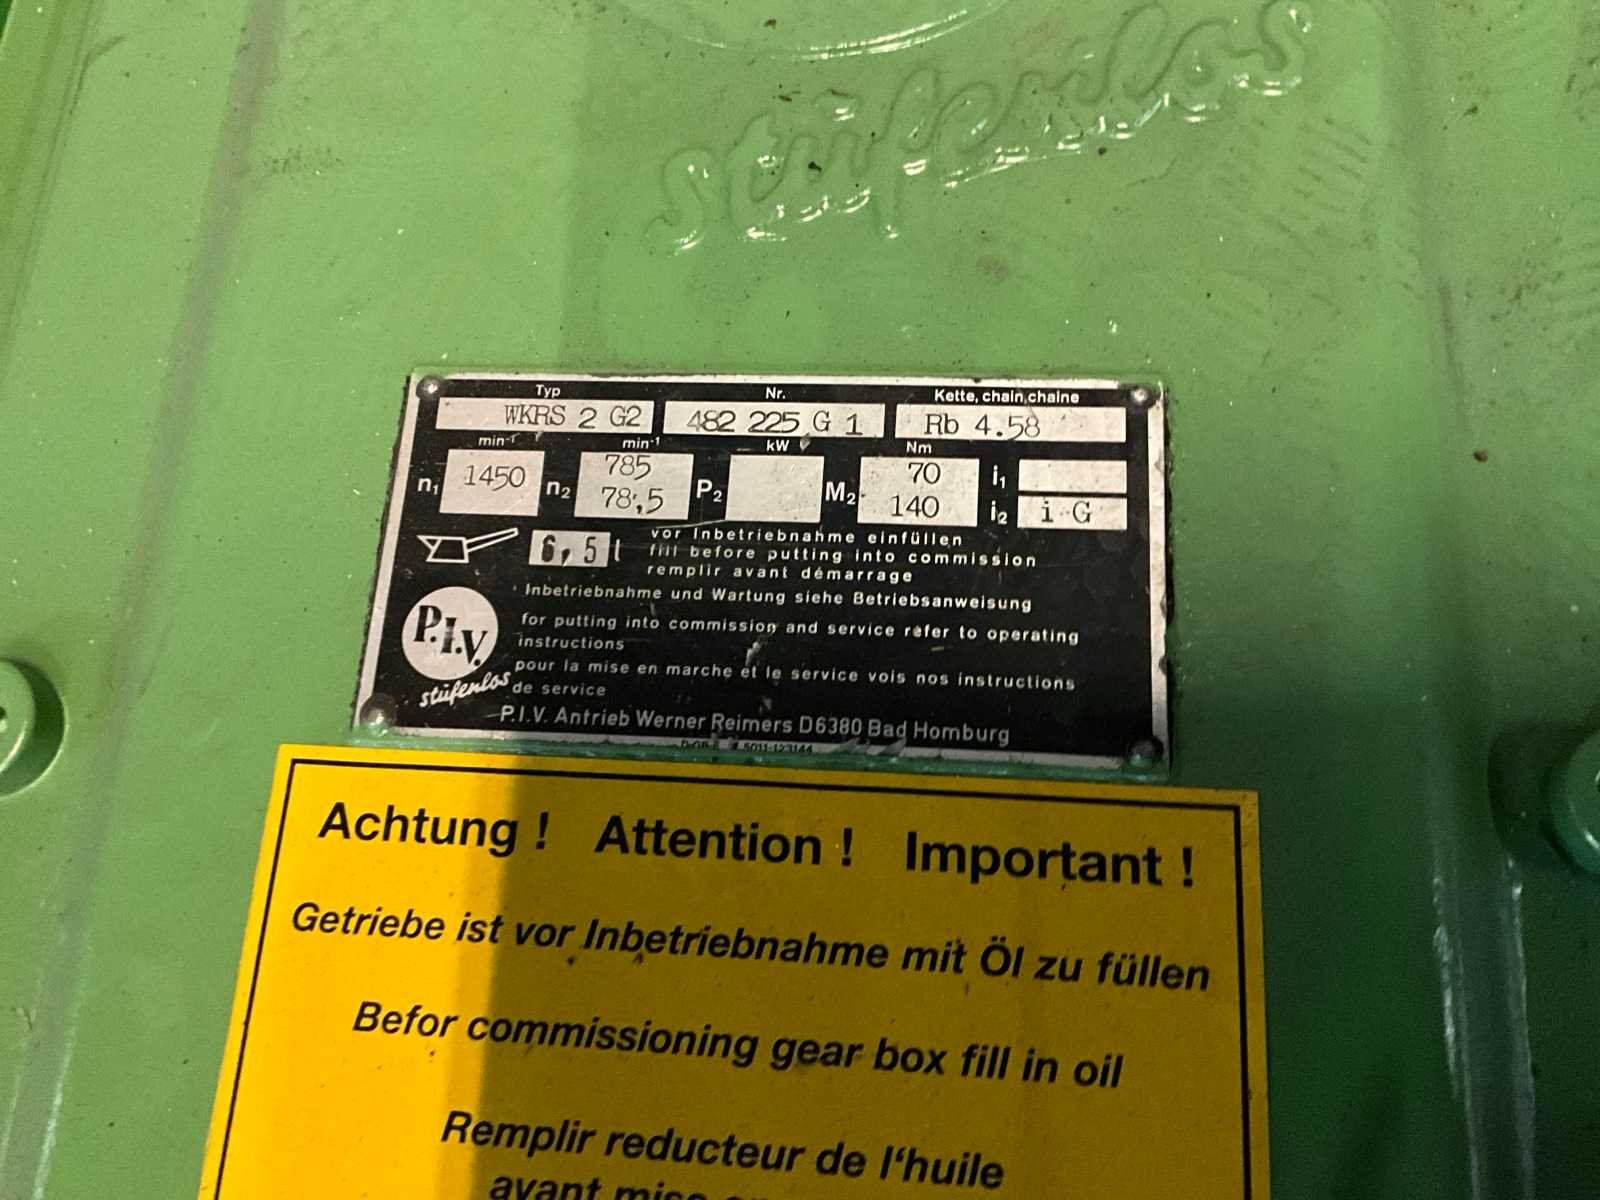 stufenlos
Typ Nr. Kette, chain, chaine
WKRS 2 G2 482 225 G 1 Rb 4.58
min-1 min-1 kW Nm
n1 1450 n2 785 P2 M2 70 i1
78,5 140 i2 i G
6,5 l vor Inbetriebnahme einfüllen
fill before putting into commission
remplir avant démarrage
Inbetriebnahme und Wartung siehe Betriebsanweisung
P.I.V. for putting into commission and service refer to operating
instructions
pour la mise en marche et le service vois nos instructions
stufenlos de service
P.I.V. Antrieb Werner Reimers D6380 Bad Homburg
Achtung ! Attention ! Important !
Getriebe ist vor Inbetriebnahme mit Öl zu füllen
Befor commissioning gear box fill in oil
Remplir reducteur de l'huile
avant mise